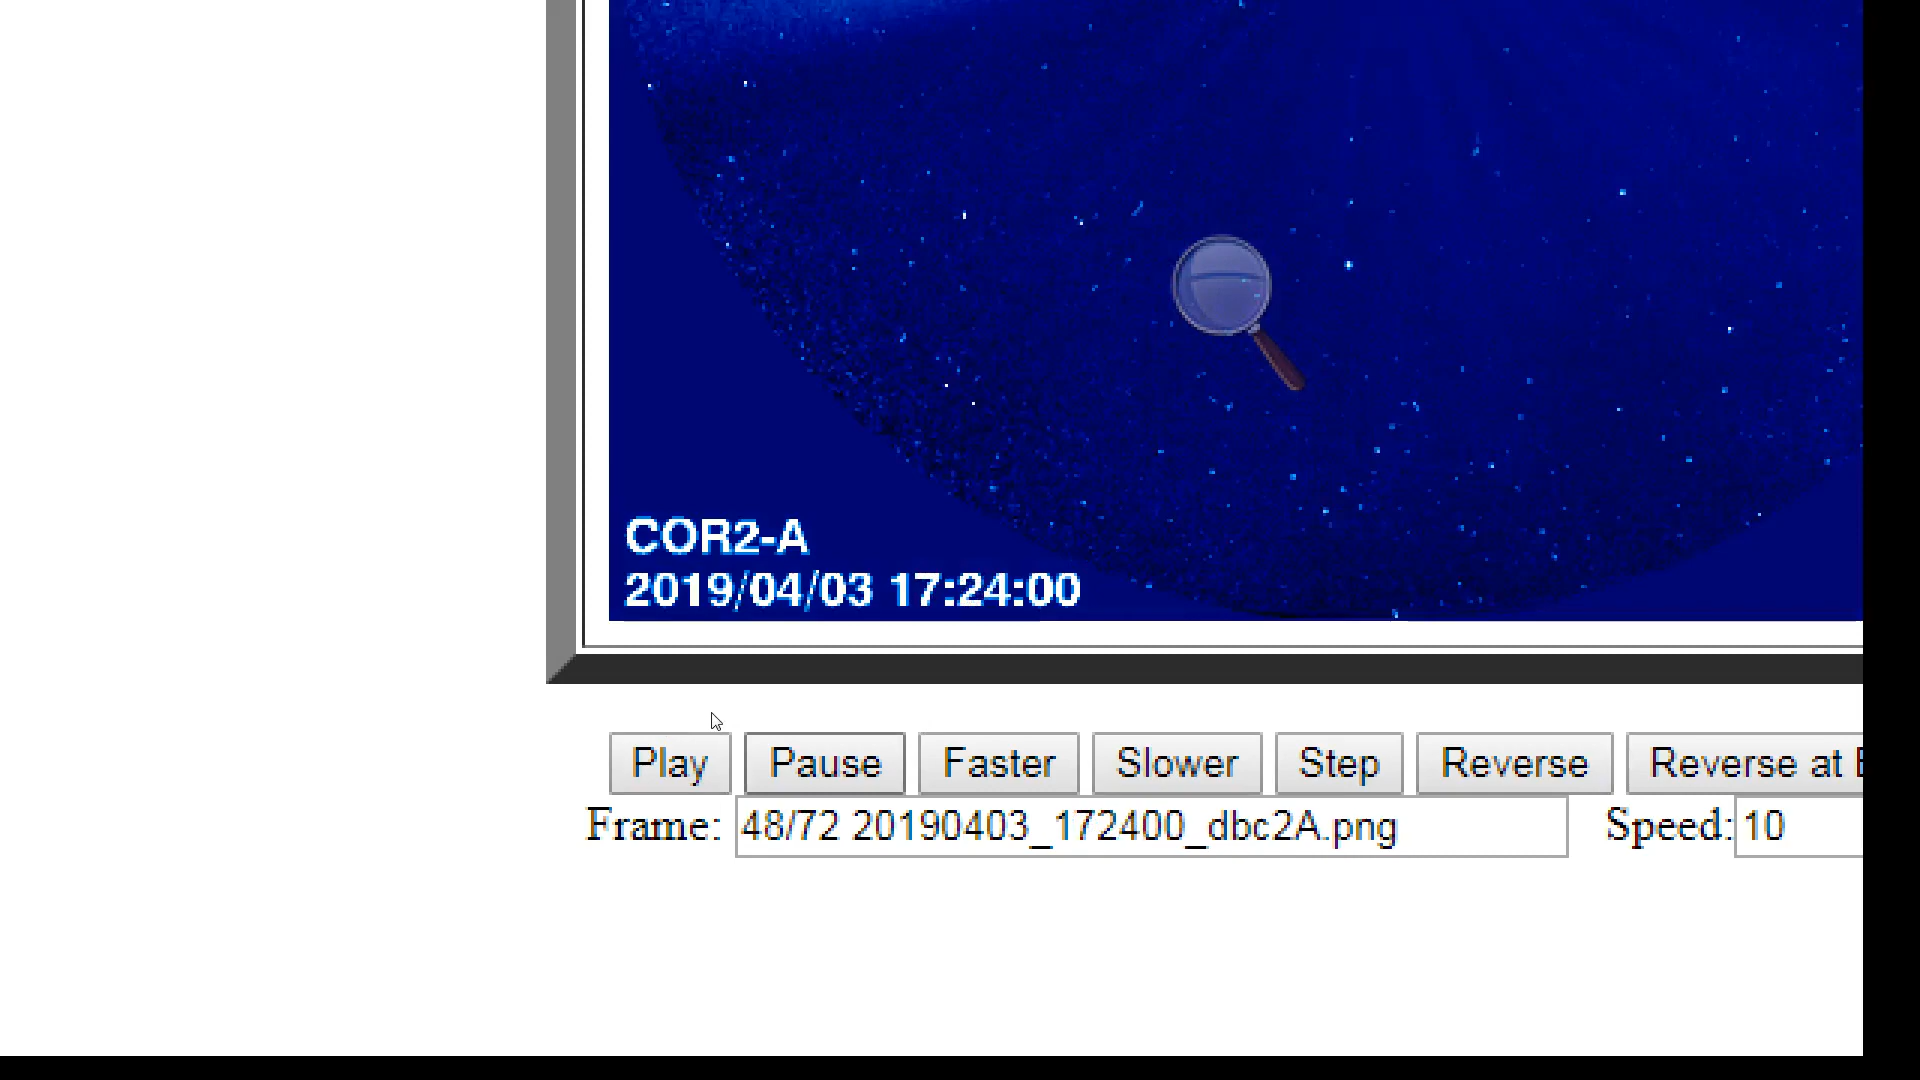 COR2-A
2019/04/03 17:24:00
Play Pause Faster Slower Step Reverse Reverse at
Frame: 48/72 20190403_172400_dbc2A.png Speed: 10